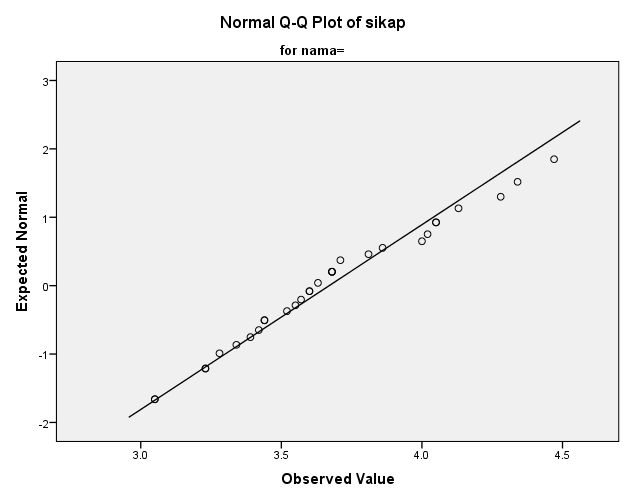 Normal Q-Q Plot of sikap
for nama=
Expected Normal
3
2
1
0
-1
-2
3.0 3.5 4.0 4.5
Observed Value